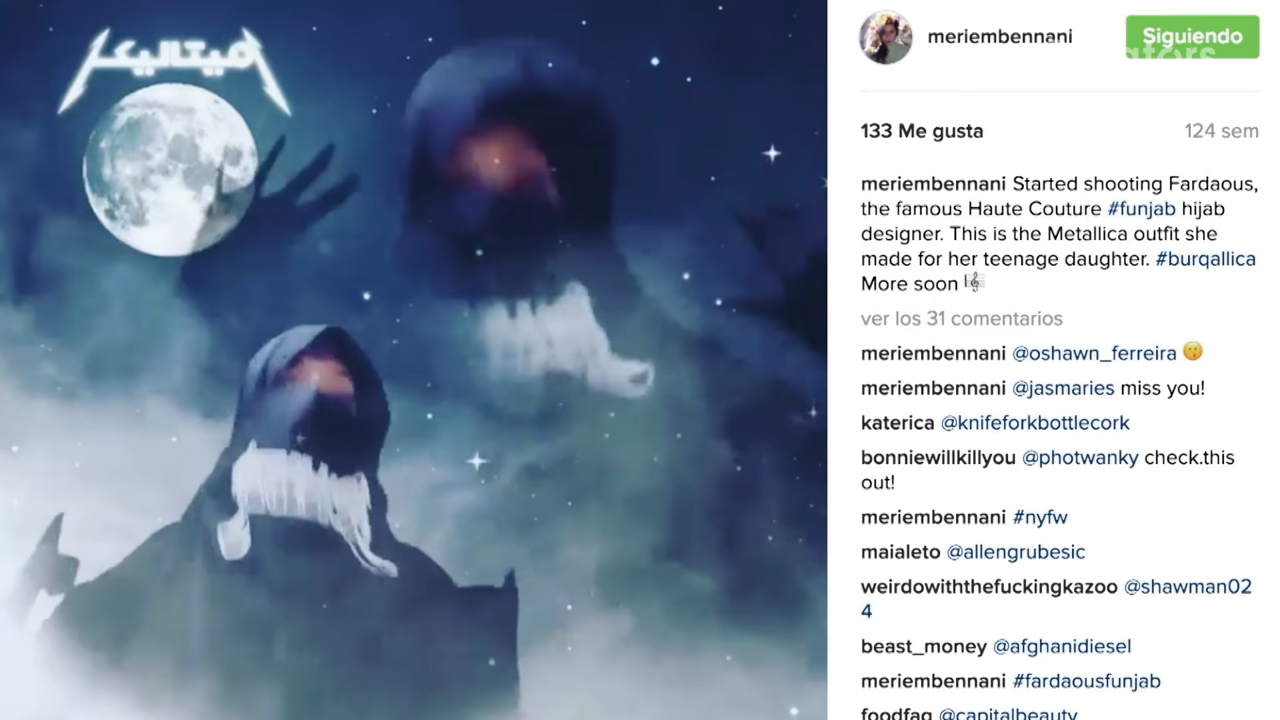 ميتاليكا
meriembennani
Siguiendo
ators
133 Me gusta
124 sem
meriembennani Started shooting Fardaous,
the famous Haute Couture #funjab hijab
designer. This is the Metallica outfit she
made for her teenage daughter. #burqallica
More soon 🎼
ver los 31 comentarios
meriembennani @oshawn_ferreira 🤫
meriembennani @jasmaries miss you!
katerica @knifeforkbottlecork
bonniewillkillyou @photwanky check.this
out!
meriembennani #nyfw
maialeto @allengrubesic
weirdowiththefuckingkazoo @shawman02
4
beast_money @afghanidiesel
meriembennani #fardaousfunjab
@capitalbeauty